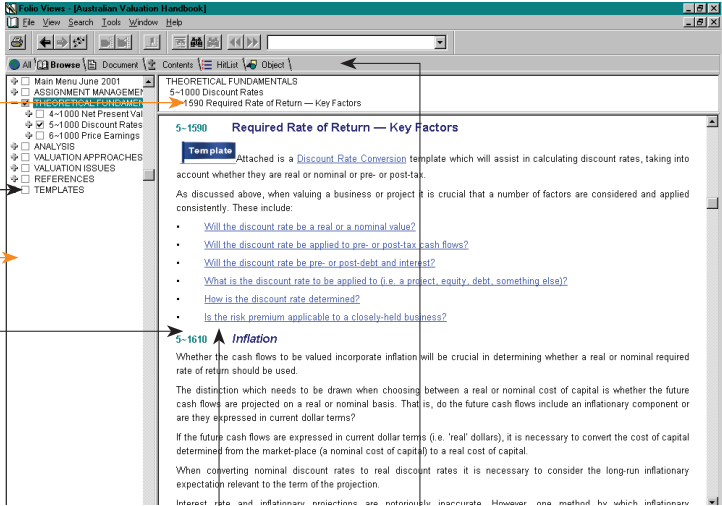 Folio Views - [Australian Valuation Handbook]
File View Search Tools Window Help
All Browse Document Contents HitList Object
Main Menu June 2001
ASSIGNMENT MANAGEMEN
THEORETICAL FUNDAMEN
4~1000 Net Present Val
5~1000 Discount Rates
6~1000 Price Earnings
ANALYSIS
VALUATION APPROACHES
VALUATION ISSUES
REFERENCES
TEMPLATES
THEORETICAL FUNDAMENTALS
5~1000 Discount Rates
1590 Required Rate of Return — Key Factors
5~1590 Required Rate of Return — Key Factors
Template Attached is a Discount Rate Conversion template which will assist in calculating discount rates, taking into
account whether they are real or nominal or pre- or post-tax.
As discussed above, when valuing a business or project it is crucial that a number of factors are considered and applied
consistently. These include:
• Will the discount rate be a real or a nominal value?
• Will the discount rate be applied to pre- or post-tax cash flows?
• Will the discount rate be pre- or post-debt and interest?
• What is the discount rate to be applied to (i.e. a project, equity, debt, something else)?
• How is the discount rate determined?
• Is the risk premium applicable to a closely-held business?
5~1610 Inflation
Whether the cash flows to be valued incorporate inflation will be crucial in determining whether a real or nominal required
rate of return should be used.
The distinction which needs to be drawn when choosing between a real or nominal cost of capital is whether the future
cash flows are projected on a real or nominal basis. That is, do the future cash flows include an inflationary component or
are they expressed in current dollar terms?
If the future cash flows are expressed in current dollar terms (i.e. 'real' dollars), it is necessary to convert the cost of capital
determined from the market-place (a nominal cost of capital) to a real cost of capital.
When converting nominal discount rates to real discount rates it is necessary to consider the long-run inflationary
expectation relevant to the term of the projection.
Interest rate and inflationary projections are notoriously inaccurate. However, one method by which inflationary